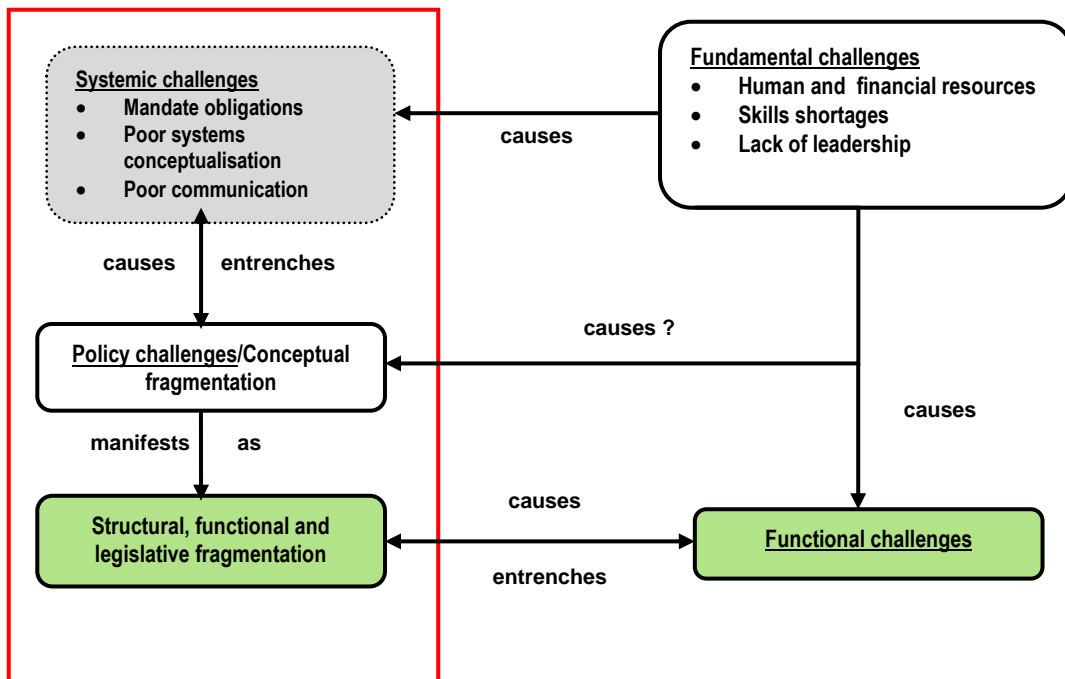 Systemic challenges
• Mandate obligations
• Poor systems
conceptualisation
• Poor communication
Fundamental challenges
• Human and financial resources
• Skills shortages
• Lack of leadership
causes
causes entrenches
causes ?
Policy challenges/Conceptual
fragmentation
causes
manifests as
causes
Structural, functional and
legislative fragmentation
Functional challenges
entrenches